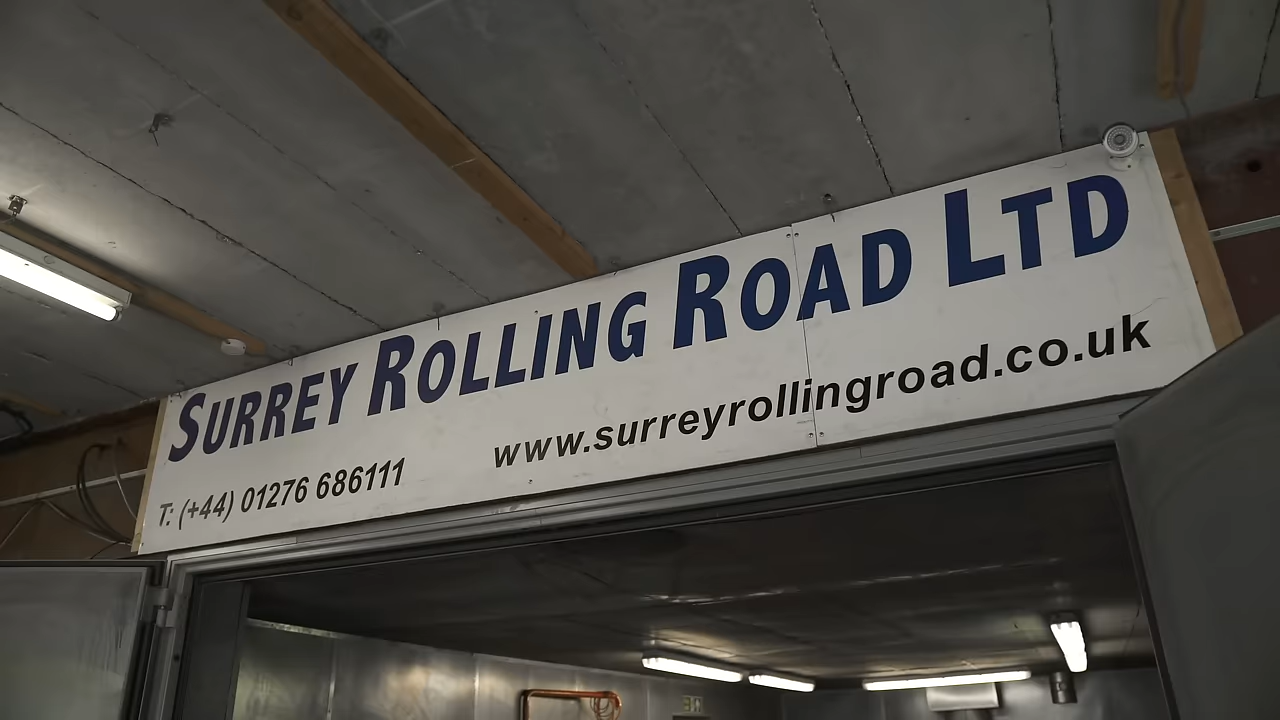 SURREY ROLLING ROAD LTD
T: (+44) 01276 686111
www.surreyrollingroad.co.uk